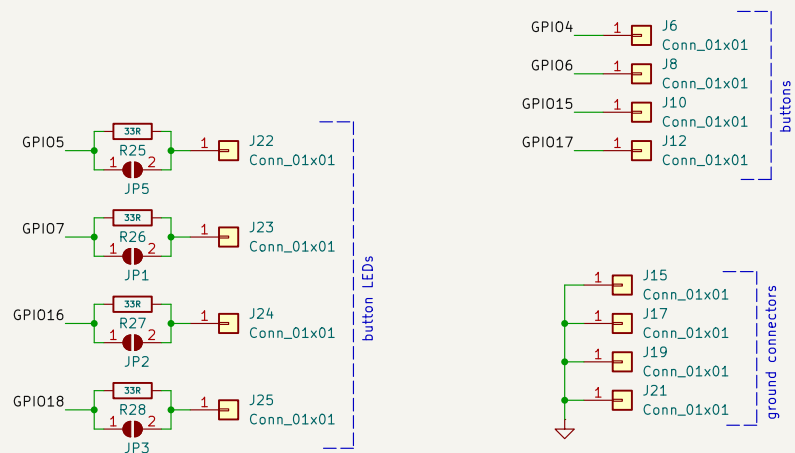 GPIO5
33R
R25
1 2
JP5
1
J22
Conn_01x01
GPIO7
33R
R26
1 2
JP1
1
J23
Conn_01x01
GPIO16
33R
R27
1 2
JP2
1
J24
Conn_01x01
GPIO18
33R
R28
1 2
JP3
1
J25
Conn_01x01
button LEDs
GPIO4
1
J6
Conn_01x01
GPIO6
1
J8
Conn_01x01
GPIO15
1
J10
Conn_01x01
GPIO17
1
J12
Conn_01x01
buttons
1
J15
Conn_01x01
1
J17
Conn_01x01
1
J19
Conn_01x01
1
J21
Conn_01x01
ground connectors